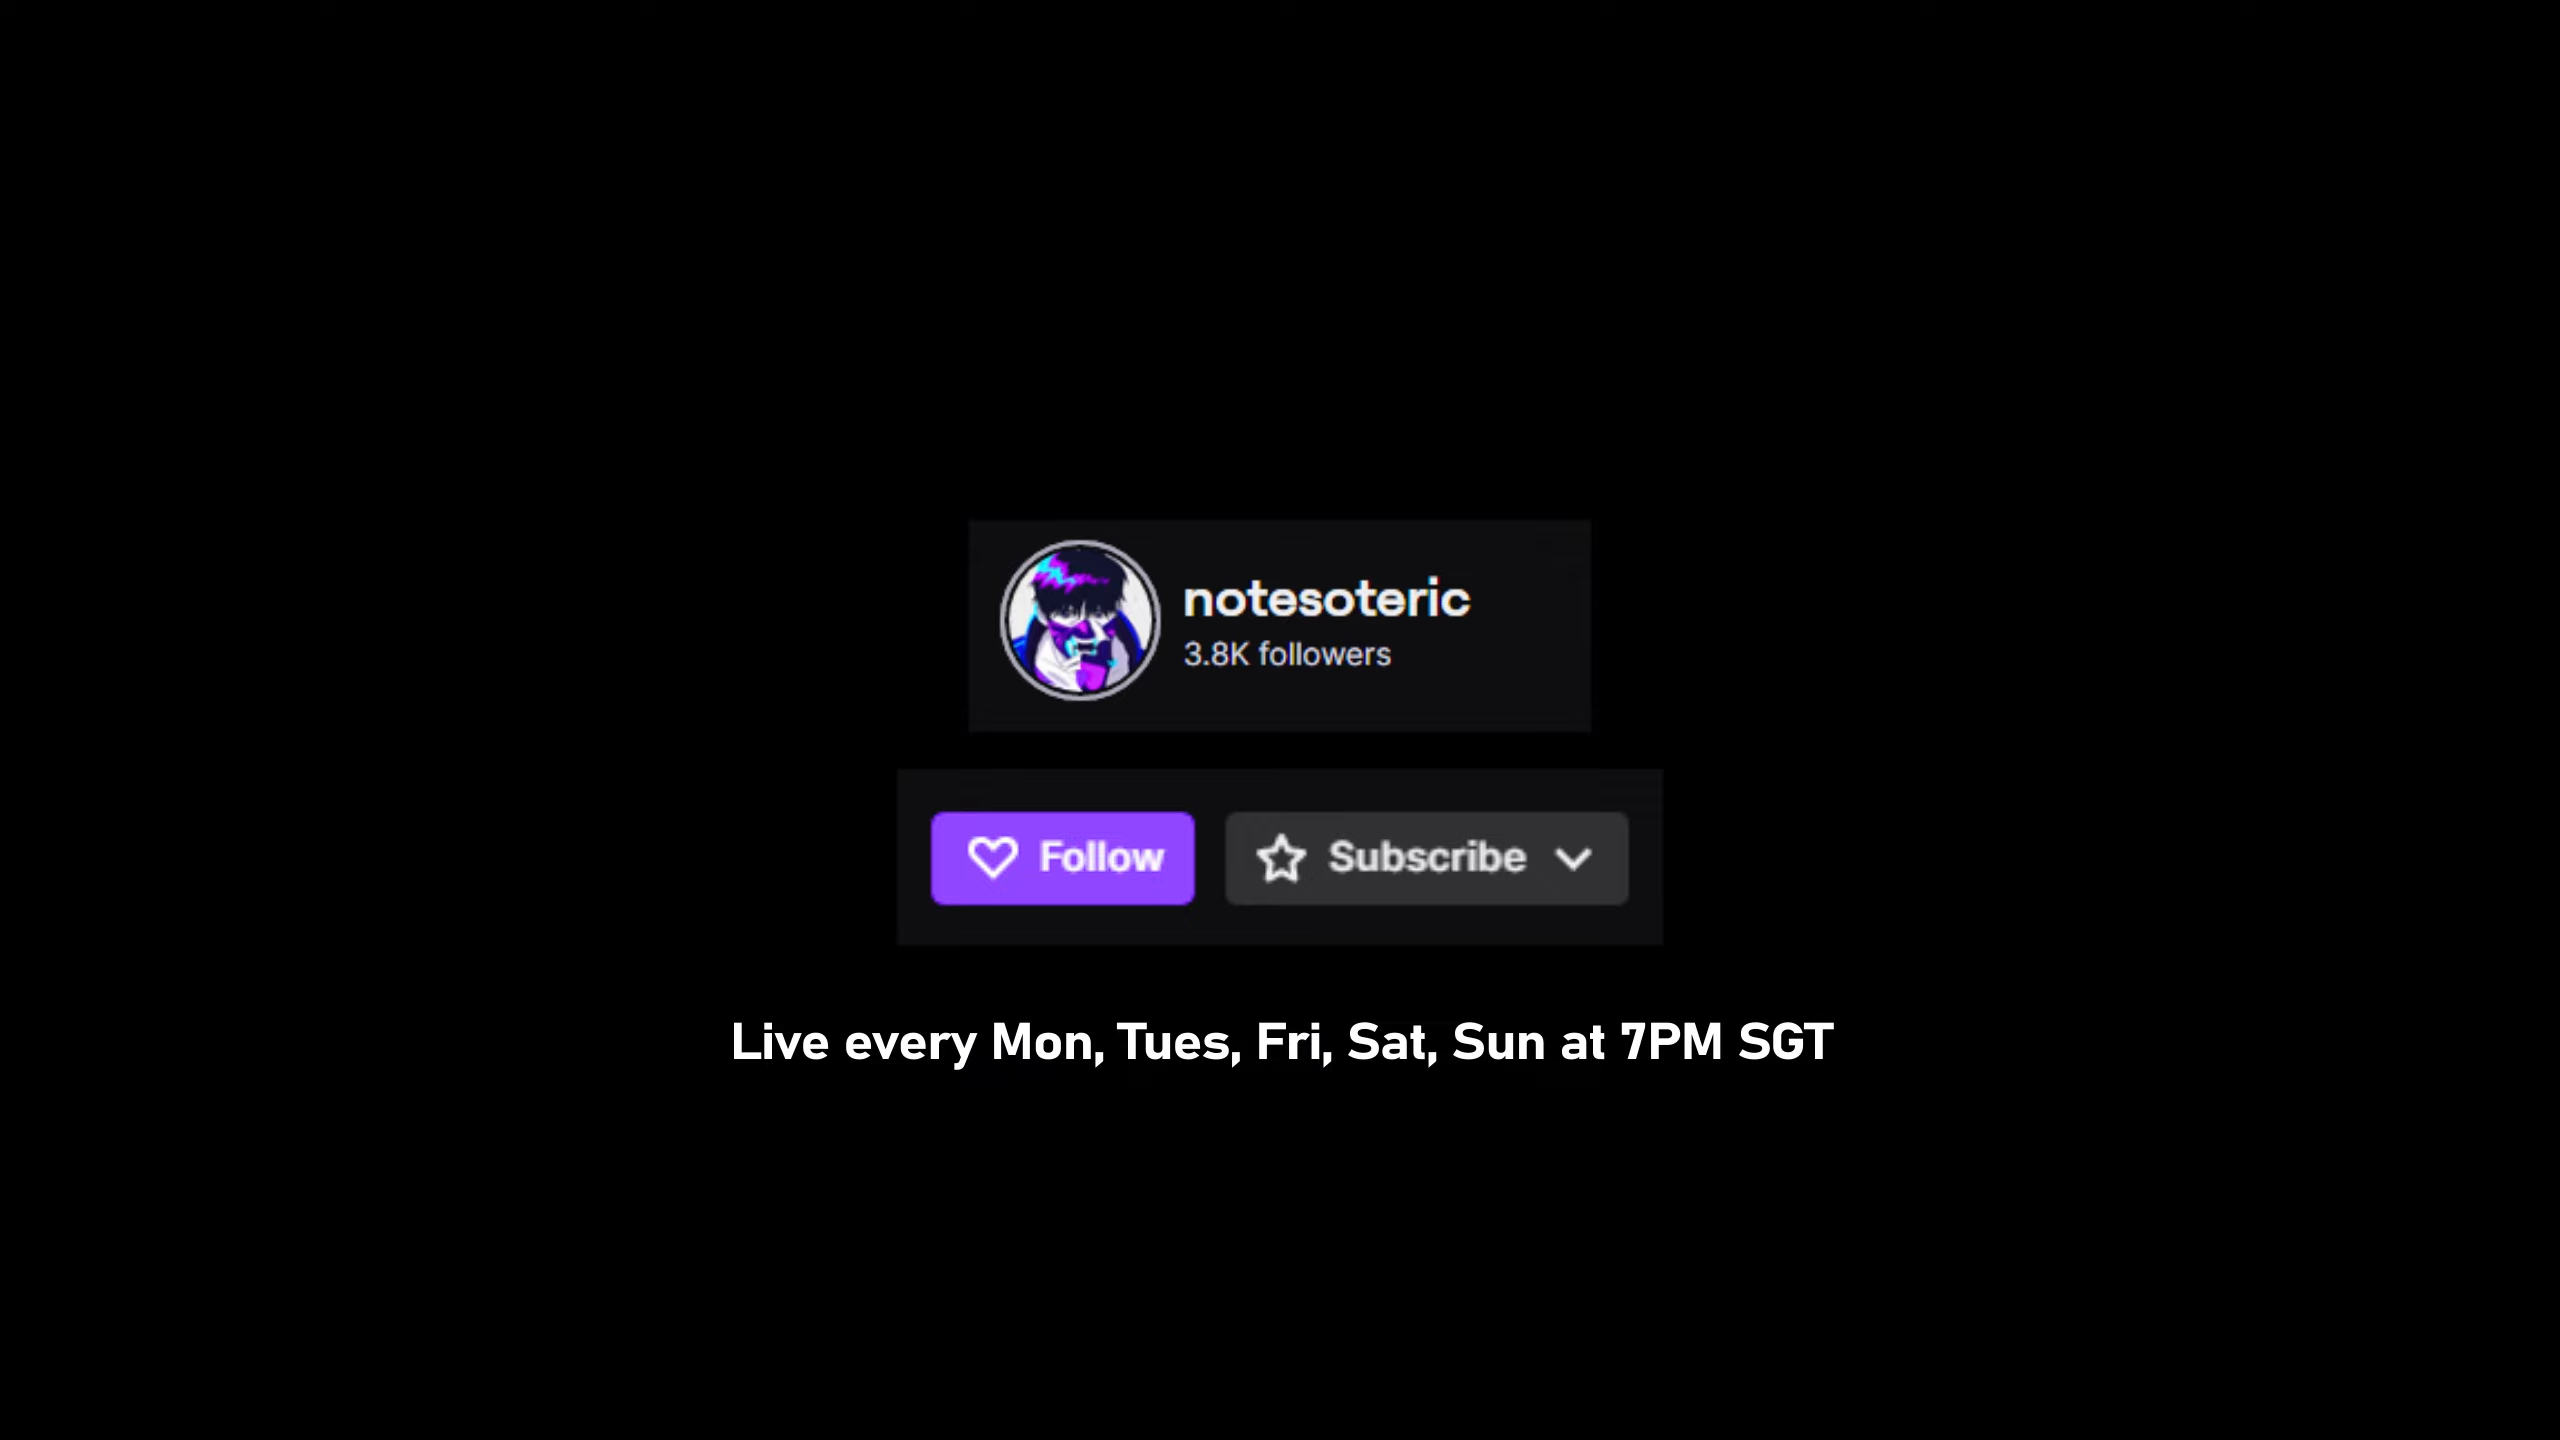 notesoteric
3.8K followers
Follow
Subscribe
Live every Mon, Tues, Fri, Sat, Sun at 7PM SGT